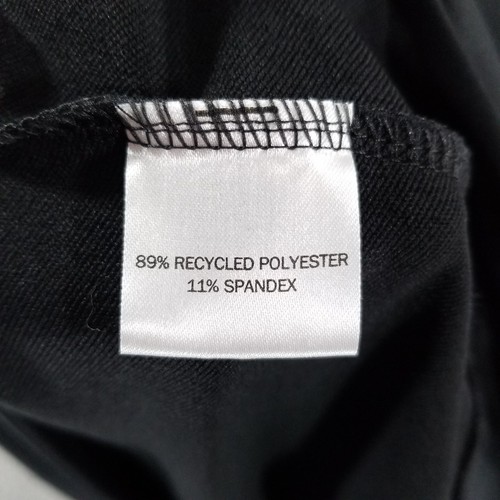 89% RECYCLED POLYESTER
11% SPANDEX